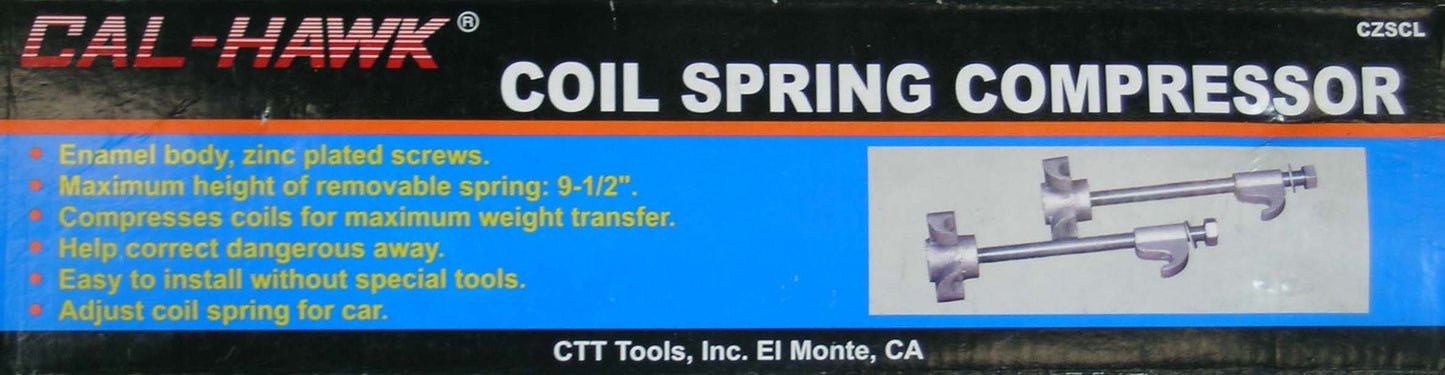 CAL-HAWK®
CZSCL
COIL SPRING COMPRESSOR
• Enamel body, zinc plated screws.
• Maximum height of removable spring: 9-1/2".
• Compresses coils for maximum weight transfer.
• Help correct dangerous away.
• Easy to install without special tools.
• Adjust coil spring for car.
CTT Tools, Inc. El Monte, CA